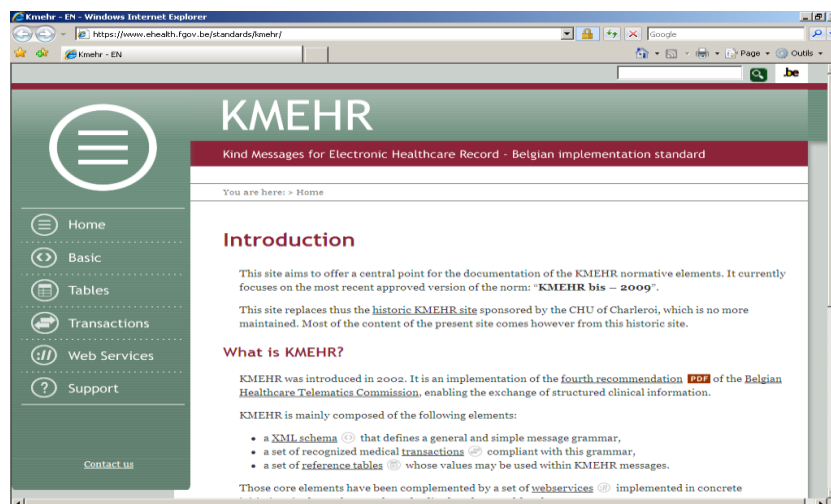 Kmehr - EN - Windows Internet Explorer
https://www.ehealth.fgov.be/standards/kmehr/
Google
Kmehr - EN
Page
Outils
.be
KMEHR
Kind Messages for Electronic Healthcare Record - Belgian implementation standard
You are here: > Home
Home
Basic
Tables
Transactions
Web Services
Support
Contact us
Introduction
This site aims to offer a central point for the documentation of the KMEHR normative elements. It currently
focuses on the most recent approved version of the norm: “KMEHR bis – 2009”.
This site replaces thus the historic KMEHR site sponsored by the CHU of Charleroi, which is no more
maintained. Most of the content of the present site comes however from this historic site.
What is KMEHR?
KMEHR was introduced in 2002. It is an implementation of the fourth recommendation PDF of the Belgian
Healthcare Telematics Commission, enabling the exchange of structured clinical information.
KMEHR is mainly composed of the following elements:
• a XML schema that defines a general and simple message grammar,
• a set of recognized medical transactions compliant with this grammar,
• a set of reference tables whose values may be used within KMEHR messages.
Those core elements have been complemented by a set of webservices implemented in concrete